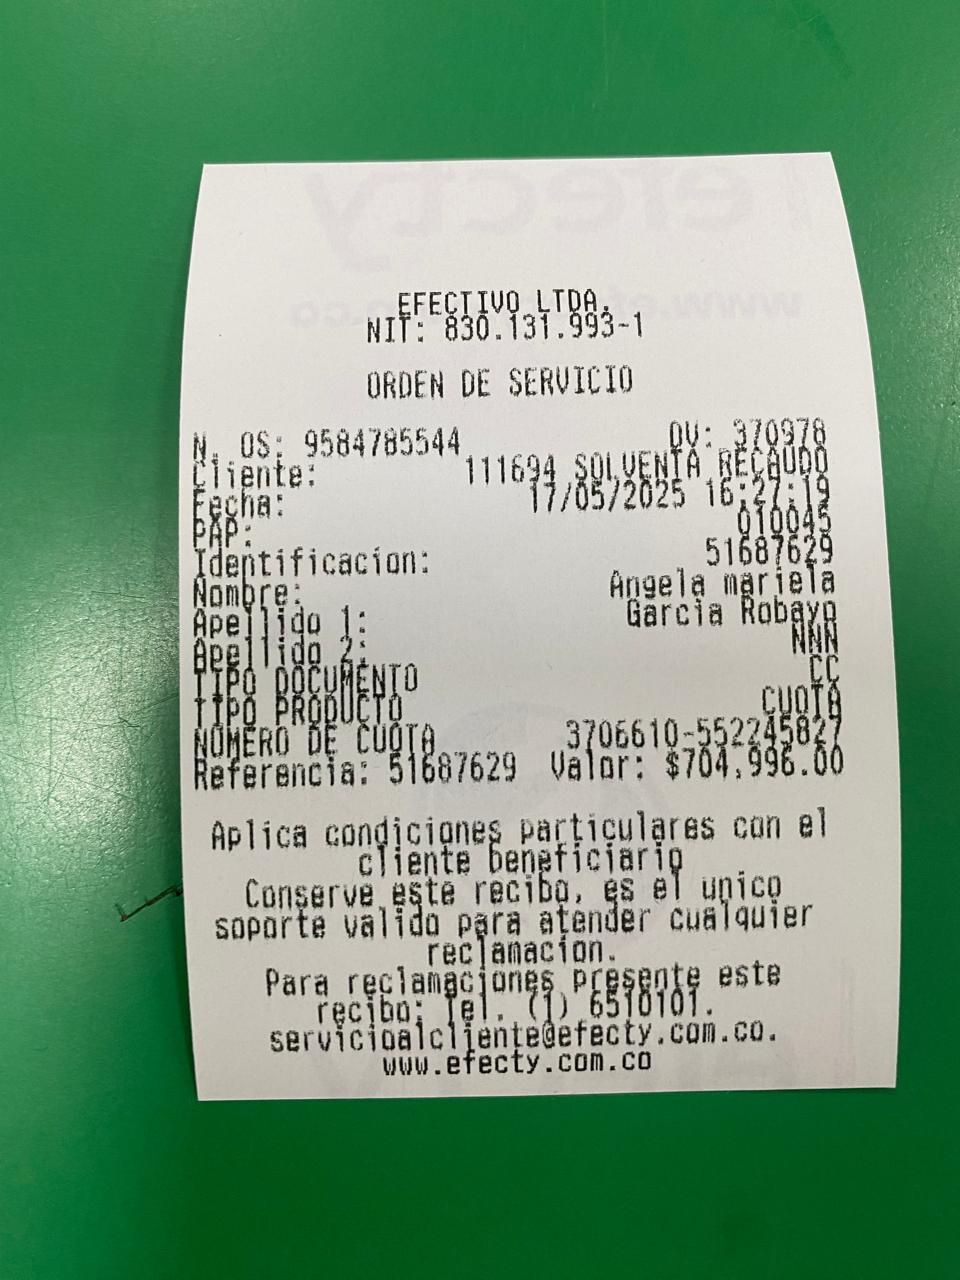 EFECTIVO LTDA.
NIT: 830.131.993-1
ORDEN DE SERVICIO
N. OS: 9584785544 DV: 370978
Cliente: 111694 SOLVENTA RECAUDO
Fecha: 17/05/2025 16:27:19
PAP: 010045
Identificacion: 51687629
Nombre: Angela mariela
Apellido 1: Garcia Robayo
Apellido 2: NNN
TIPO DOCUMENTO CC
TIPO PRODUCTO CUOTA
NUMERO DE CUOTA 3706610-552245827
Referencia: 51687629 Valor: $704,996.00
Aplica condiciones particulares con el
cliente beneficiario
Conserve este recibo, es el unico
soporte valido para atender cualquier
reclamacion.
Para reclamaciones presente este
recibo: Tel. (1) 6510101.
servicioalcliente@efecty.com.co.
www.efecty.com.co